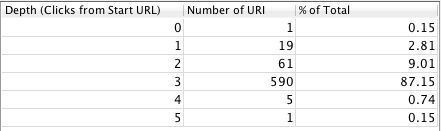 Depth (Clicks from Start URL) Number of URI % of Total
0 1 0.15
1 19 2.81
2 61 9.01
3 590 87.15
4 5 0.74
5 1 0.15